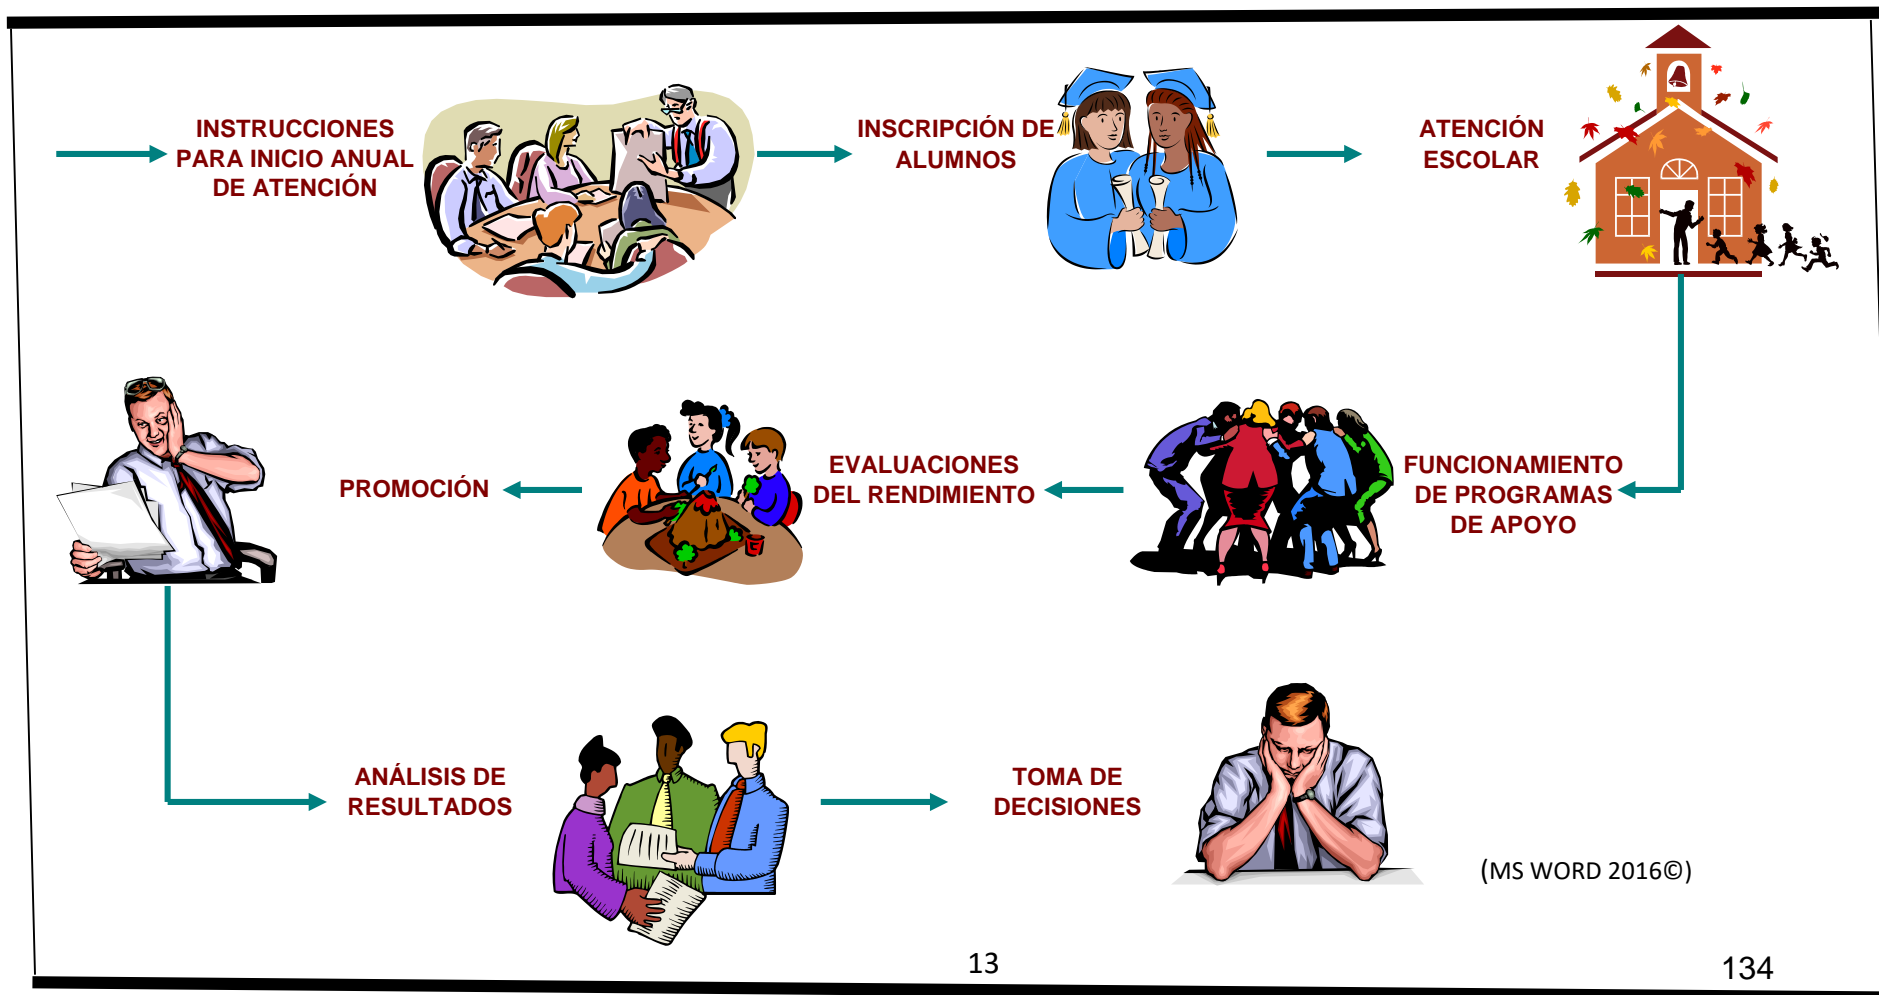 INSTRUCCIONES
PARA INICIO ANUAL
DE ATENCIÓN
INSCRIPCIÓN DE
ALUMNOS
ATENCIÓN
ESCOLAR
FUNCIONAMIENTO
DE PROGRAMAS
DE APOYO
EVALUACIONES
DEL RENDIMIENTO
PROMOCIÓN
ANÁLISIS DE
RESULTADOS
TOMA DE
DECISIONES
(MS WORD 2016©)
13
134